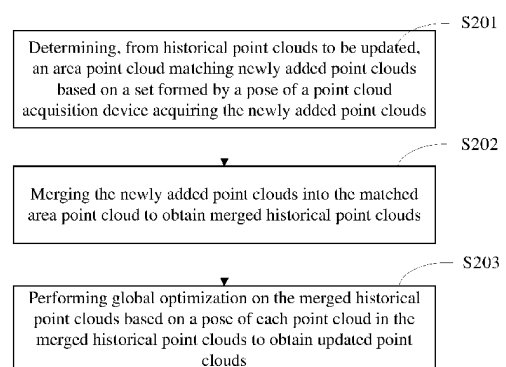 S201
Determining, from historical point clouds to be updated,
an area point cloud matching newly added point clouds
based on a set formed by a pose of a point cloud
acquisition device acquiring the newly added point clouds
S202
Merging the newly added point clouds into the matched
area point cloud to obtain merged historical point clouds
S203
Performing global optimization on the merged historical
point clouds based on a pose of each point cloud in the
merged historical point clouds to obtain updated point
clouds